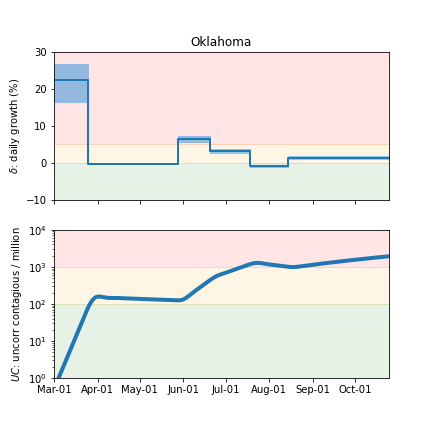 Oklahoma
30
20
10
0
−10
δ: daily growth (%)
10⁴
10³
10²
10¹
10⁰
UC: uncorr contagious / million
Mar-01 Apr-01 May-01 Jun-01 Jul-01 Aug-01 Sep-01 Oct-01